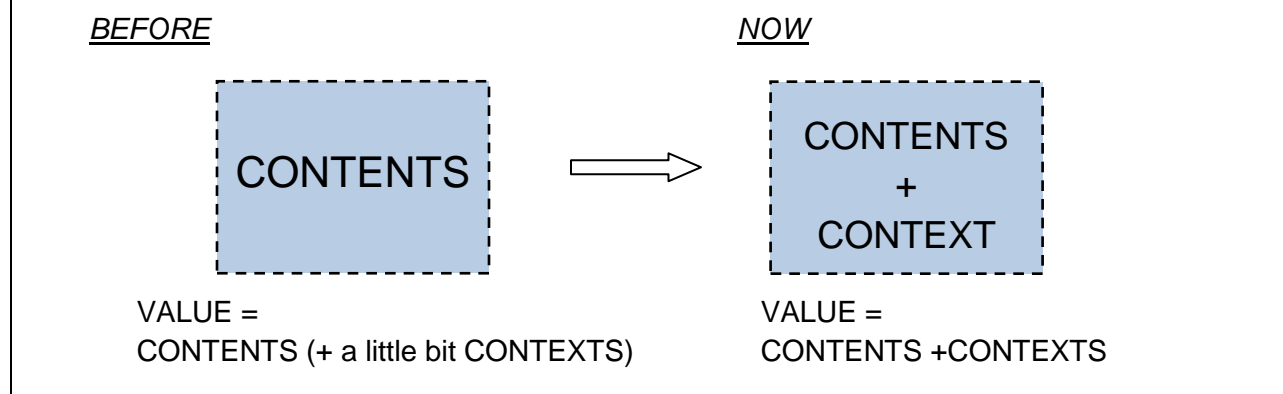 BEFORE
CONTENTS
VALUE =
CONTENTS (+ a little bit CONTEXTS)
NOW
CONTENTS
+
CONTEXT
VALUE =
CONTENTS +CONTEXTS